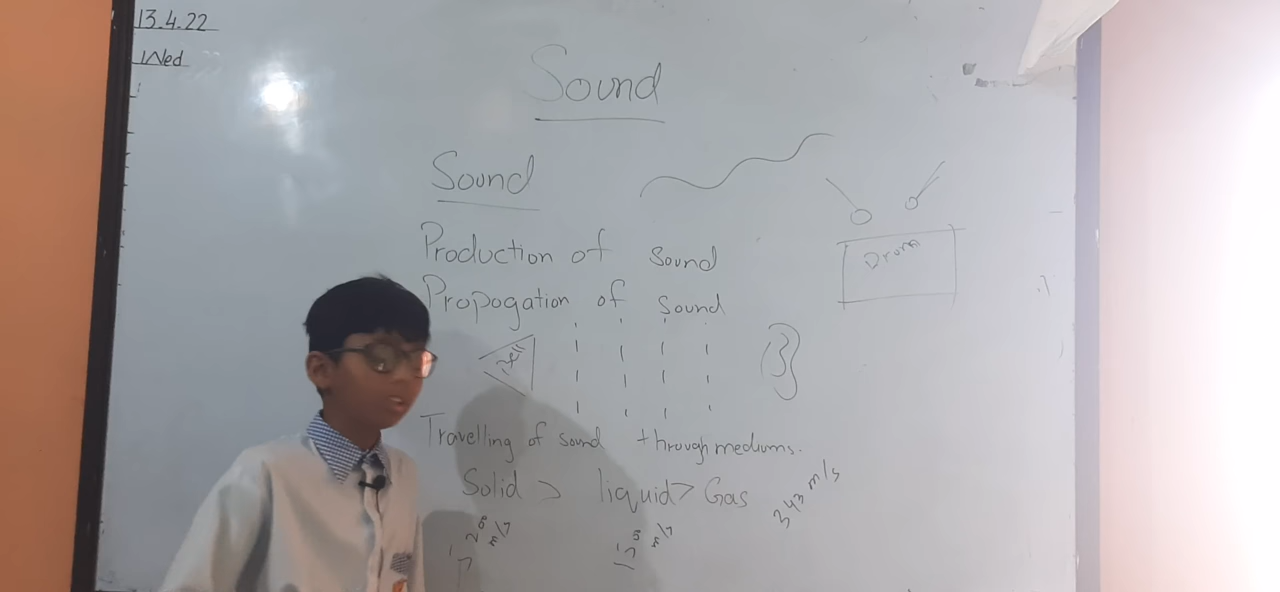 13.4.22
Wed
Sound
Sound
Production of sound
Drum
Propogation of sound
Travelling of sound through mediums.
Solid > liquid > Gas 343 m/s